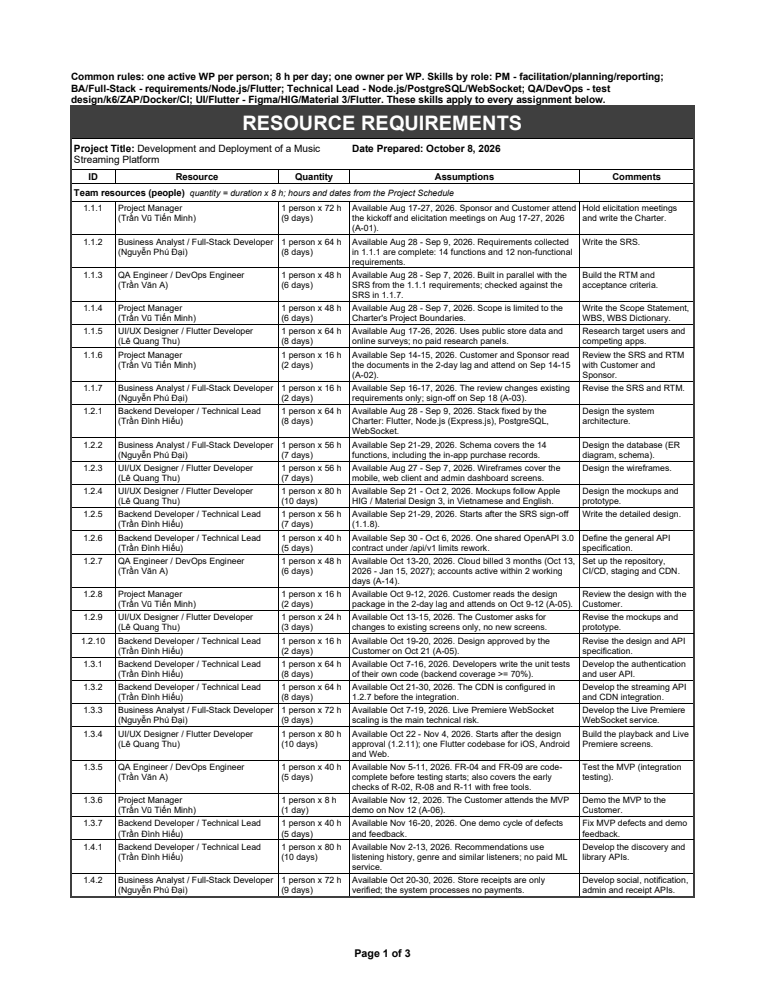 Common rules: one active WP per person; 8 h per day; one owner per WP. Skills by role: PM - facilitation/planning/reporting;
BA/Full-Stack - requirements/Node.js/Flutter; Technical Lead - Node.js/PostgreSQL/WebSocket; QA/DevOps - test
design/k6/ZAP/Docker/CI; UI/Flutter - Figma/HIG/Material 3/Flutter. These skills apply to every assignment below.
RESOURCE REQUIREMENTS
Project Title: Development and Deployment of a Music
Streaming Platform
Date Prepared: October 8, 2026
ID Resource Quantity Assumptions Comments
Team resources (people) quantity = duration x 8 h; hours and dates from the Project Schedule
1.1.1 Project Manager 1 person x 72 h Available Aug 17-27, 2026. Sponsor and Customer attend Hold elicitation meetings
(Trần Vũ Tiến Minh) (9 days) the kickoff and elicitation meetings on Aug 17-27, 2026 and write the Charter.
(A-01).
1.1.2 Business Analyst / Full-Stack Developer 1 person x 64 h Available Aug 28 - Sep 9, 2026. Requirements collected Write the SRS.
(Nguyễn Phú Đại) (8 days) in 1.1.1 are complete: 14 functions and 12 non-functional
requirements.
1.1.3 QA Engineer / DevOps Engineer 1 person x 48 h Available Aug 28 - Sep 7, 2026. Built in parallel with the Build the RTM and
(Trần Văn A) (6 days) SRS from the 1.1.1 requirements; checked against the acceptance criteria.
SRS in 1.1.7.
1.1.4 Project Manager 1 person x 48 h Available Aug 28 - Sep 7, 2026. Scope is limited to the Write the Scope Statement,
(Trần Vũ Tiến Minh) (6 days) Charter's Project Boundaries. WBS, WBS Dictionary.
1.1.5 UI/UX Designer / Flutter Developer 1 person x 64 h Available Aug 17-26, 2026. Uses public store data and Research target users and
(Lê Quang Thu) (8 days) online surveys; no paid research panels. competing apps.
1.1.6 Project Manager 1 person x 16 h Available Sep 14-15, 2026. Customer and Sponsor read Review the SRS and RTM
(Trần Vũ Tiến Minh) (2 days) the documents in the 2-day lag and attend on Sep 14-15 with Customer and
(A-02). Sponsor.
1.1.7 Business Analyst / Full-Stack Developer 1 person x 16 h Available Sep 16-17, 2026. The review changes existing Revise the SRS and RTM.
(Nguyễn Phú Đại) (2 days) requirements only; sign-off on Sep 18 (A-03).
1.2.1 Backend Developer / Technical Lead 1 person x 64 h Available Aug 28 - Sep 9, 2026. Stack fixed by the Design the system
(Trần Đình Hiếu) (8 days) Charter: Flutter, Node.js (Express.js), PostgreSQL, architecture.
WebSocket.
1.2.2 Business Analyst / Full-Stack Developer 1 person x 56 h Available Sep 21-29, 2026. Schema covers the 14 Design the database (ER
(Nguyễn Phú Đại) (7 days) functions, including the in-app purchase records. diagram, schema).
1.2.3 UI/UX Designer / Flutter Developer 1 person x 56 h Available Aug 27 - Sep 7, 2026. Wireframes cover the Design the wireframes.
(Lê Quang Thu) (7 days) mobile, web client and admin dashboard screens.
1.2.4 UI/UX Designer / Flutter Developer 1 person x 80 h Available Sep 21 - Oct 2, 2026. Mockups follow Apple Design the mockups and
(Lê Quang Thu) (10 days) HIG / Material Design 3, in Vietnamese and English. prototype.
1.2.5 Backend Developer / Technical Lead 1 person x 56 h Available Sep 21-29, 2026. Starts after the SRS sign-off Write the detailed design.
(Trần Đình Hiếu) (7 days) (1.1.8).
1.2.6 Backend Developer / Technical Lead 1 person x 40 h Available Sep 30 - Oct 6, 2026. One shared OpenAPI 3.0 Define the general API
(Trần Đình Hiếu) (5 days) contract under /api/v1 limits rework. specification.
1.2.7 QA Engineer / DevOps Engineer 1 person x 48 h Available Oct 13-20, 2026. Cloud billed 3 months (Oct 13, Set up the repository,
(Trần Văn A) (6 days) 2026 - Jan 15, 2027); accounts active within 2 working CI/CD, staging and CDN.
days (A-14).
1.2.8 Project Manager 1 person x 16 h Available Oct 9-12, 2026. Customer reads the design Review the design with the
(Trần Vũ Tiến Minh) (2 days) package in the 2-day lag and attends on Oct 9-12 (A-05). Customer.
1.2.9 UI/UX Designer / Flutter Developer 1 person x 24 h Available Oct 13-15, 2026. The Customer asks for Revise the mockups and
(Lê Quang Thu) (3 days) changes to existing screens only, no new screens. prototype.
1.2.10 Backend Developer / Technical Lead 1 person x 16 h Available Oct 19-20, 2026. Design approved by the Revise the design and API
(Trần Đình Hiếu) (2 days) Customer on Oct 21 (A-05). specification.
1.3.1 Backend Developer / Technical Lead 1 person x 64 h Available Oct 7-16, 2026. Developers write the unit tests Develop the authentication
(Trần Đình Hiếu) (8 days) of their own code (backend coverage >= 70%). and user API.
1.3.2 Backend Developer / Technical Lead 1 person x 64 h Available Oct 21-30, 2026. The CDN is configured in Develop the streaming API
(Trần Đình Hiếu) (8 days) 1.2.7 before the integration. and CDN integration.
1.3.3 Business Analyst / Full-Stack Developer 1 person x 72 h Available Oct 7-19, 2026. Live Premiere WebSocket Develop the Live Premiere
(Nguyễn Phú Đại) (9 days) scaling is the main technical risk. WebSocket service.
1.3.4 UI/UX Designer / Flutter Developer 1 person x 80 h Available Oct 22 - Nov 4, 2026. Starts after the design Build the playback and Live
(Lê Quang Thu) (10 days) approval (1.2.11); one Flutter codebase for iOS, Android Premiere screens.
and Web.
1.3.5 QA Engineer / DevOps Engineer 1 person x 40 h Available Nov 5-11, 2026. FR-04 and FR-09 are code- Test the MVP (integration
(Trần Văn A) (5 days) complete before testing starts; also covers the early testing).
checks of R-02, R-08 and R-11 with free tools.
1.3.6 Project Manager 1 person x 8 h Available Nov 12, 2026. The Customer attends the MVP Demo the MVP to the
(Trần Vũ Tiến Minh) (1 day) demo on Nov 12 (A-06). Customer.
1.3.7 Backend Developer / Technical Lead 1 person x 40 h Available Nov 16-20, 2026. One demo cycle of defects Fix MVP defects and demo
(Trần Đình Hiếu) (5 days) and feedback. feedback.
1.4.1 Backend Developer / Technical Lead 1 person x 80 h Available Nov 2-13, 2026. Recommendations use Develop the discovery and
(Trần Đình Hiếu) (10 days) listening history, genre and similar listeners; no paid ML library APIs.
service.
1.4.2 Business Analyst / Full-Stack Developer 1 person x 72 h Available Oct 20-30, 2026. Store receipts are only Develop social, notification,
(Nguyễn Phú Đại) (9 days) verified; the system processes no payments. admin and receipt APIs.
Page 1 of 3